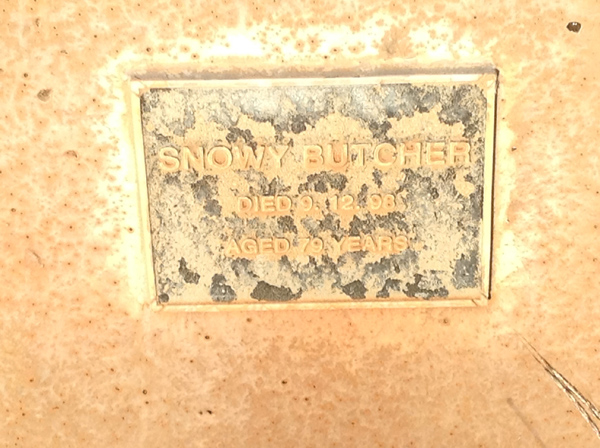 SNOWY BUTCHER
DIED 9. 12. 98
AGED 79 YEARS